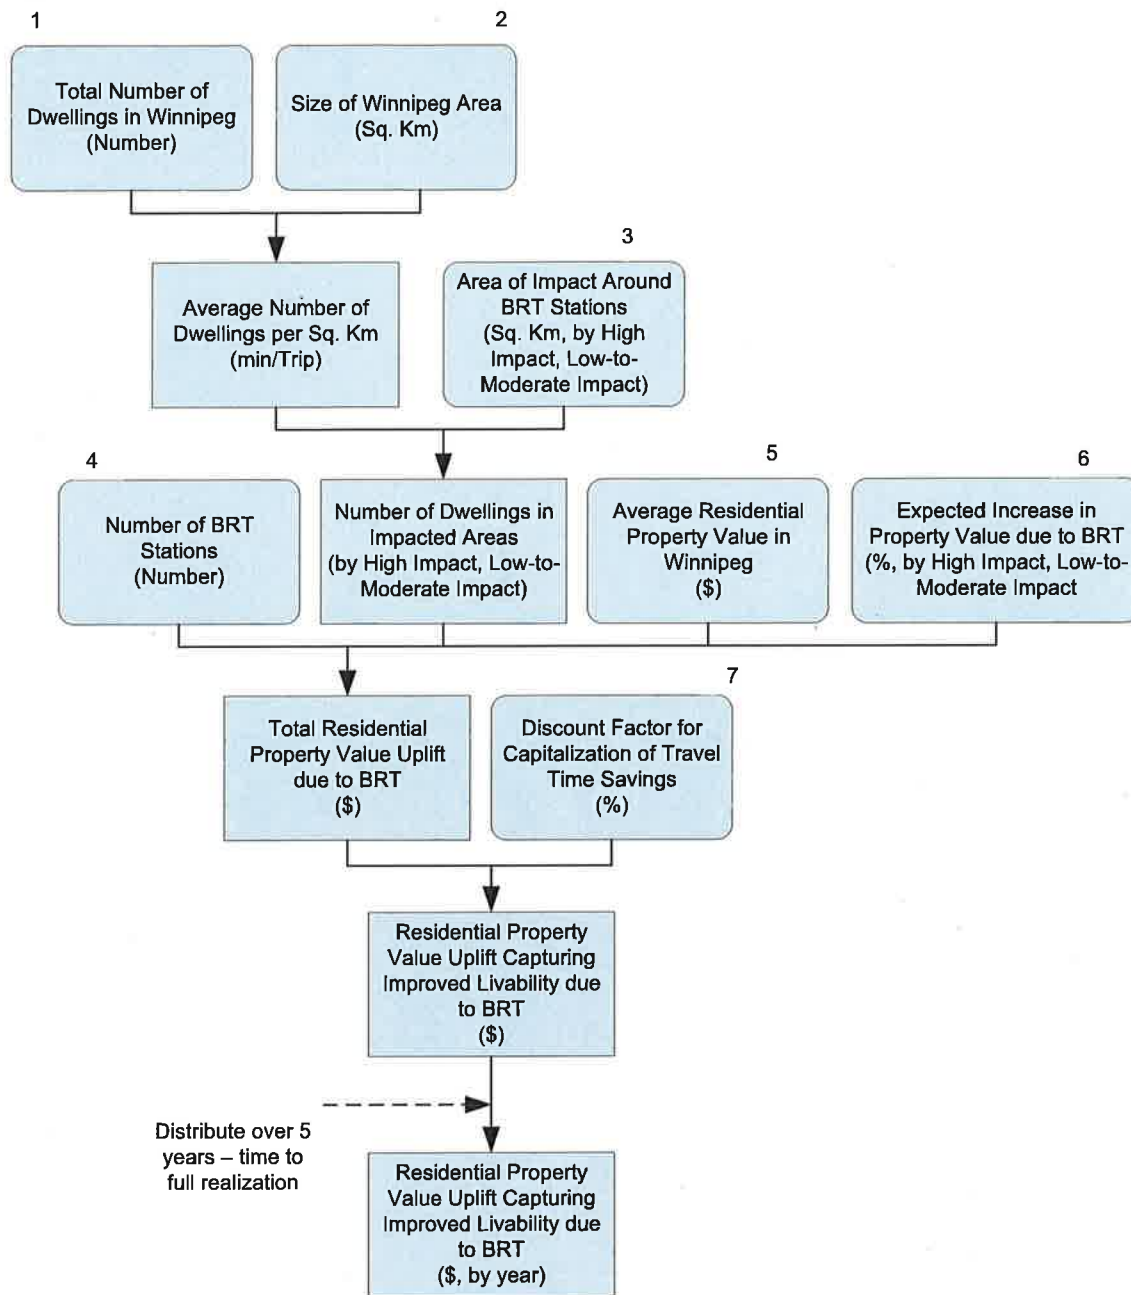 1
2
Total Number of
Dwellings in Winnipeg
(Number)
Size of Winnipeg Area
(Sq. Km)
3
Average Number of
Dwellings per Sq. Km
(min/Trip)
Area of Impact Around
BRT Stations
(Sq. Km, by High
Impact, Low-to-
Moderate Impact)
4
5
6
Number of BRT
Stations
(Number)
Number of Dwellings in
Impacted Areas
(by High Impact, Low-to-
Moderate Impact)
Average Residential
Property Value in
Winnipeg
($)
Expected Increase in
Property Value due to BRT
(%, by High Impact, Low-to-
Moderate Impact
7
Total Residential
Property Value Uplift
due to BRT
($)
Discount Factor for
Capitalization of Travel
Time Savings
(%)
Residential Property
Value Uplift Capturing
Improved Livability due
to BRT
($)
Distribute over 5
years – time to
full realization
Residential Property
Value Uplift Capturing
Improved Livability due
to BRT
($, by year)